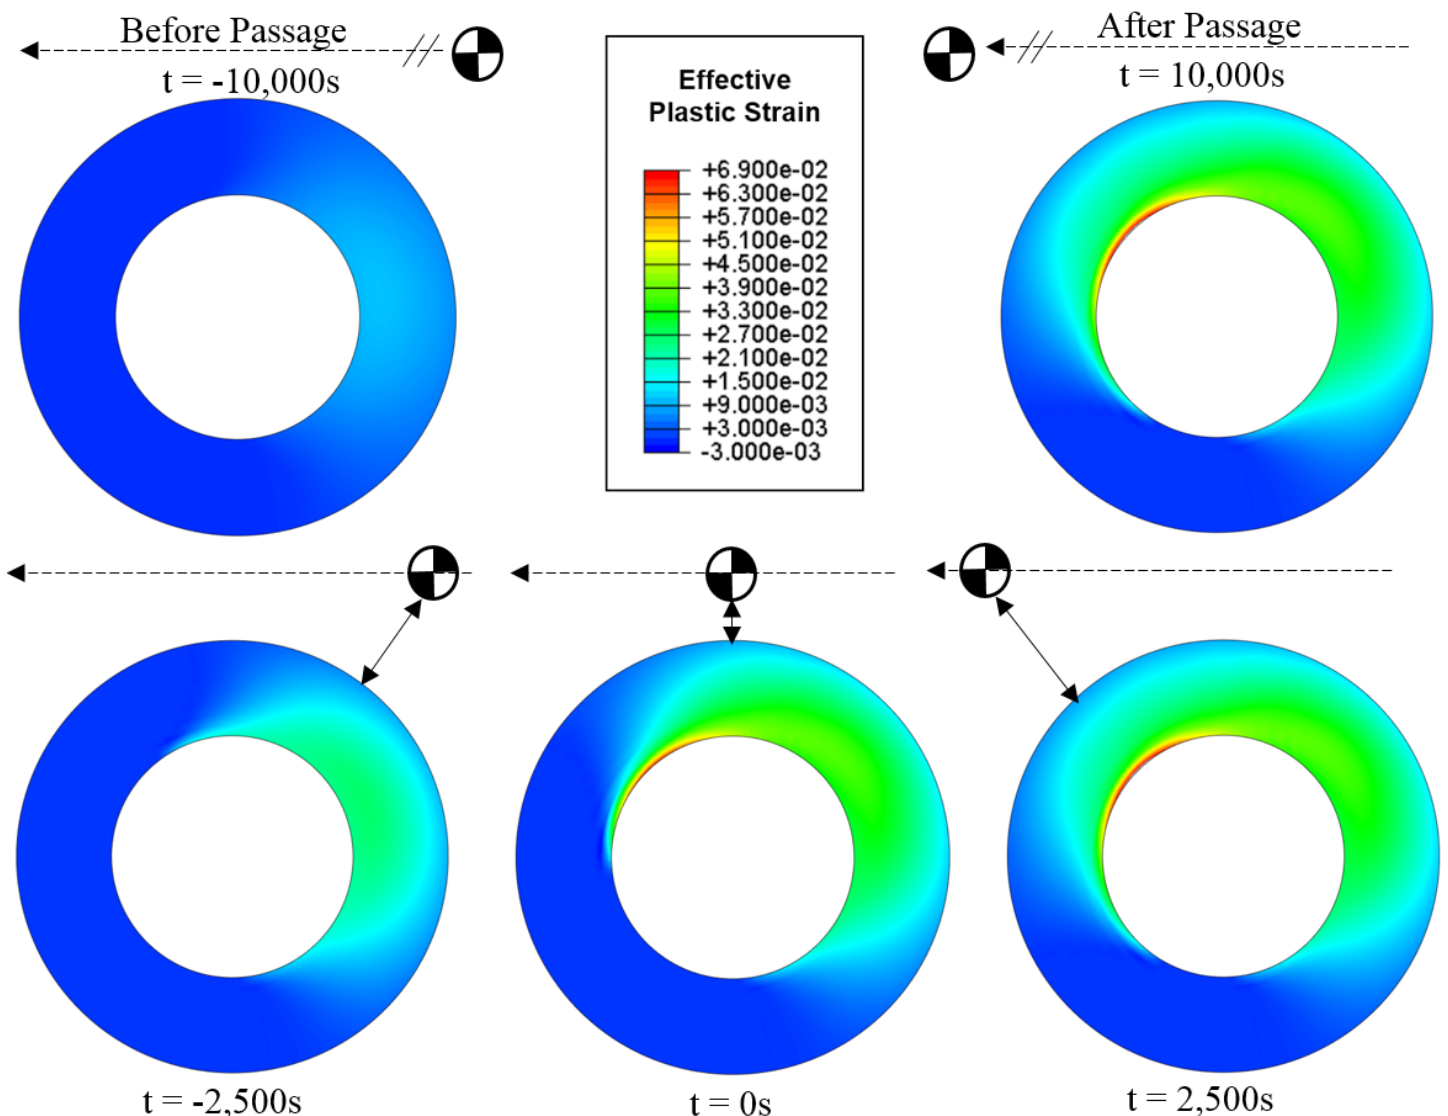 Before Passage
t = -10,000s
Effective
Plastic Strain
+6.900e-02
+6.300e-02
+5.700e-02
+5.100e-02
+4.500e-02
+3.900e-02
+3.300e-02
+2.700e-02
+2.100e-02
+1.500e-02
+9.000e-03
+3.000e-03
-3.000e-03
After Passage
t = 10,000s
t = -2,500s
t = 0s
t = 2,500s